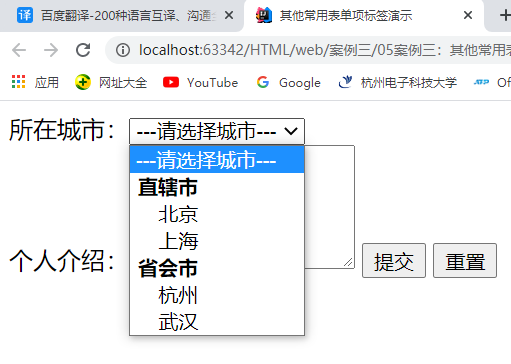 译 百度翻译-200种语言互译、沟通 其他常用表单项标签演示
localhost:63342/HTML/web/案例三/05案例三：其他常用
应用 网址大全 YouTube Google 杭州电子科技大学 ATP Of
所在城市： ---请选择城市---
---请选择城市---
直辖市
北京
上海
个人介绍： 省会市 提交 重置
杭州
武汉